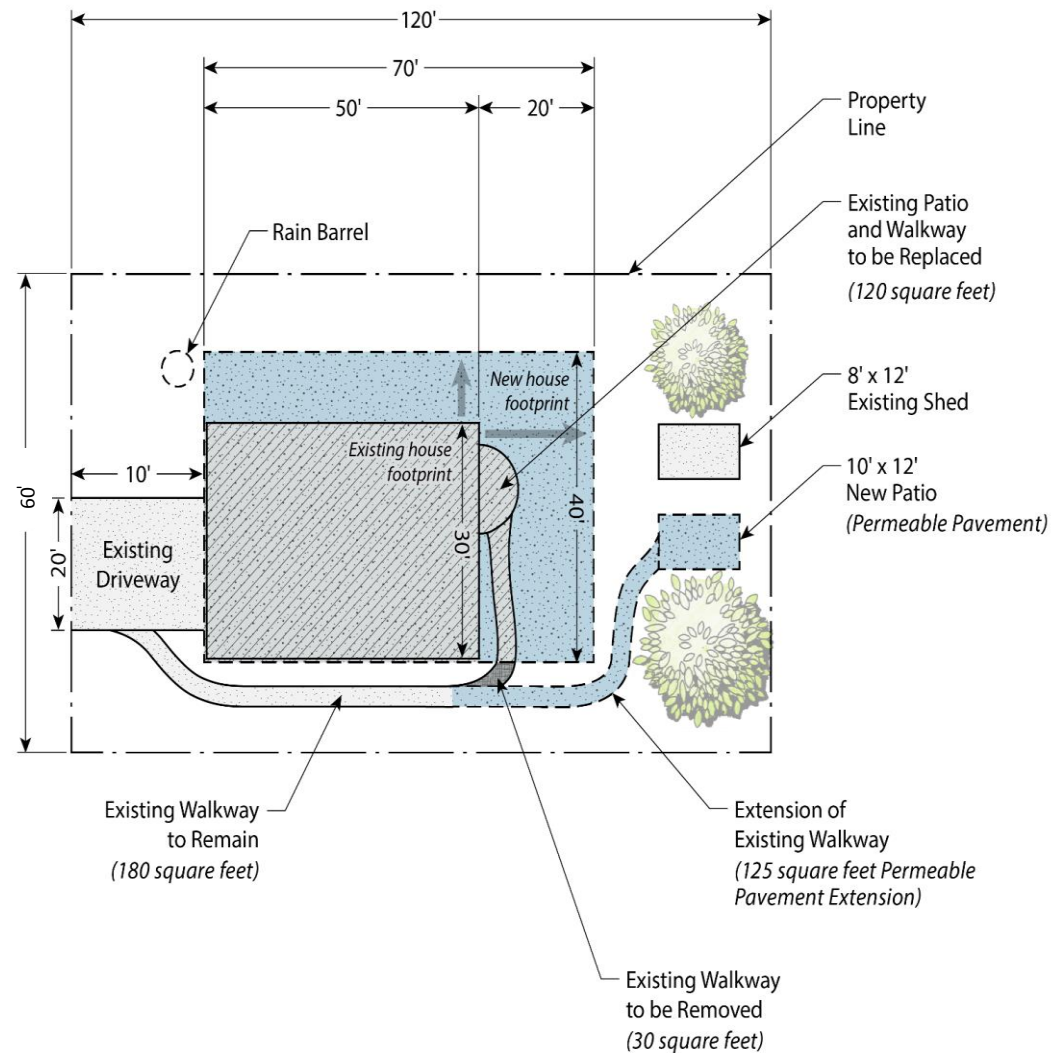 120'
70'
50'
20'
Property
Line
Existing Patio
and Walkway
to be Replaced
(120 square feet)
Rain Barrel
New house
footprint
8' x 12'
Existing Shed
Existing house
footprint
10'
60'
20'
Existing
Driveway
30'
40'
10' x 12'
New Patio
(Permeable Pavement)
Existing Walkway
to Remain
(180 square feet)
Extension of
Existing Walkway
(125 square feet Permeable
Pavement Extension)
Existing Walkway
to be Removed
(30 square feet)